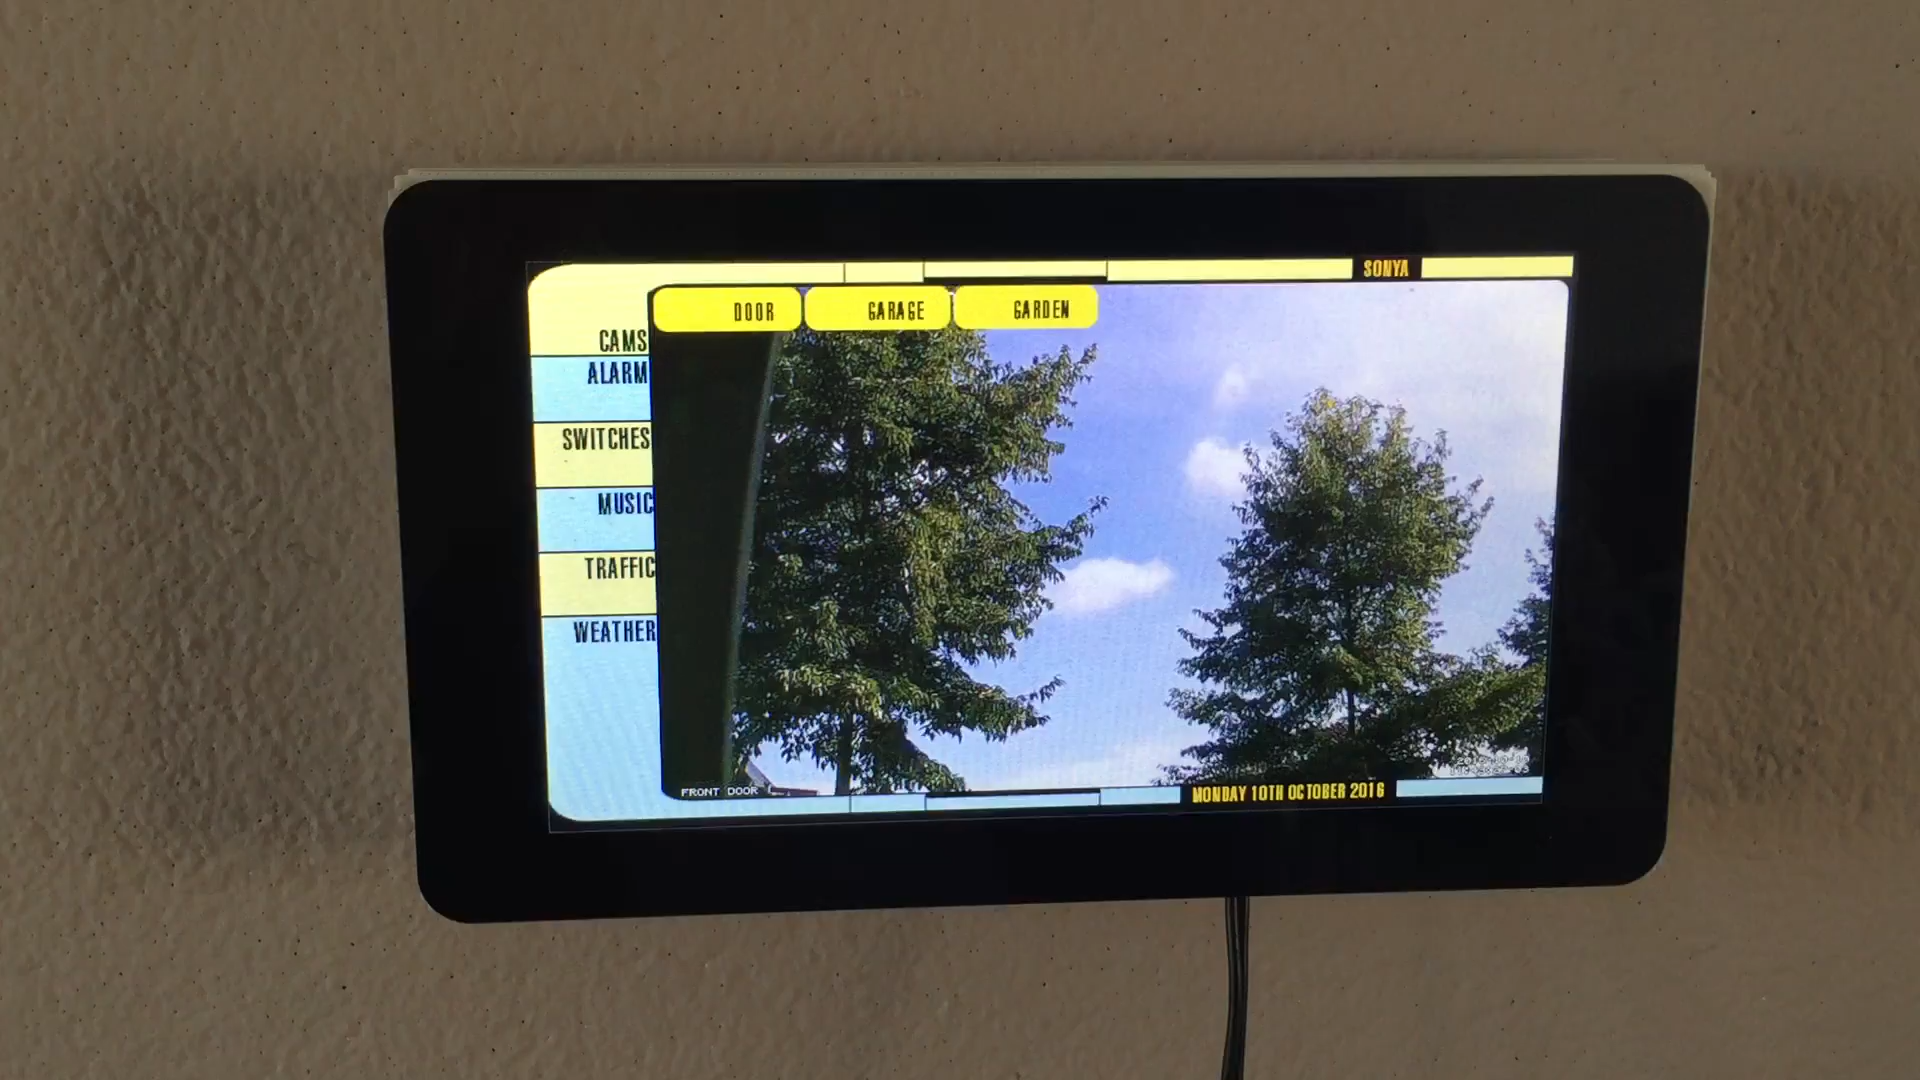 SONYA
DOOR
GARAGE
GARDEN
CAMS
ALARM
SWITCHES
MUSIC
TRAFFIC
WEATHER
FRONT DOOR
MONDAY 10TH OCTOBER 2016